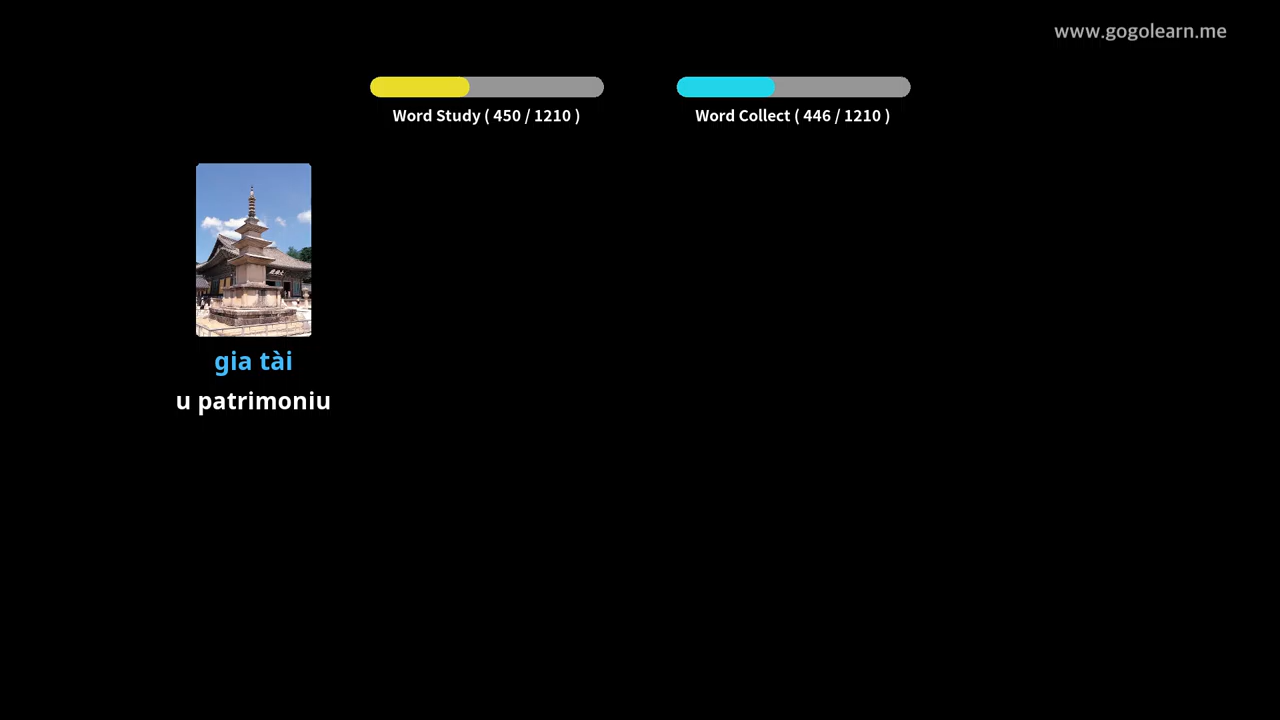 www.gogolearn.me
Word Study ( 450 / 1210 )
Word Collect ( 446 / 1210 )
gia tài
u patrimoniu